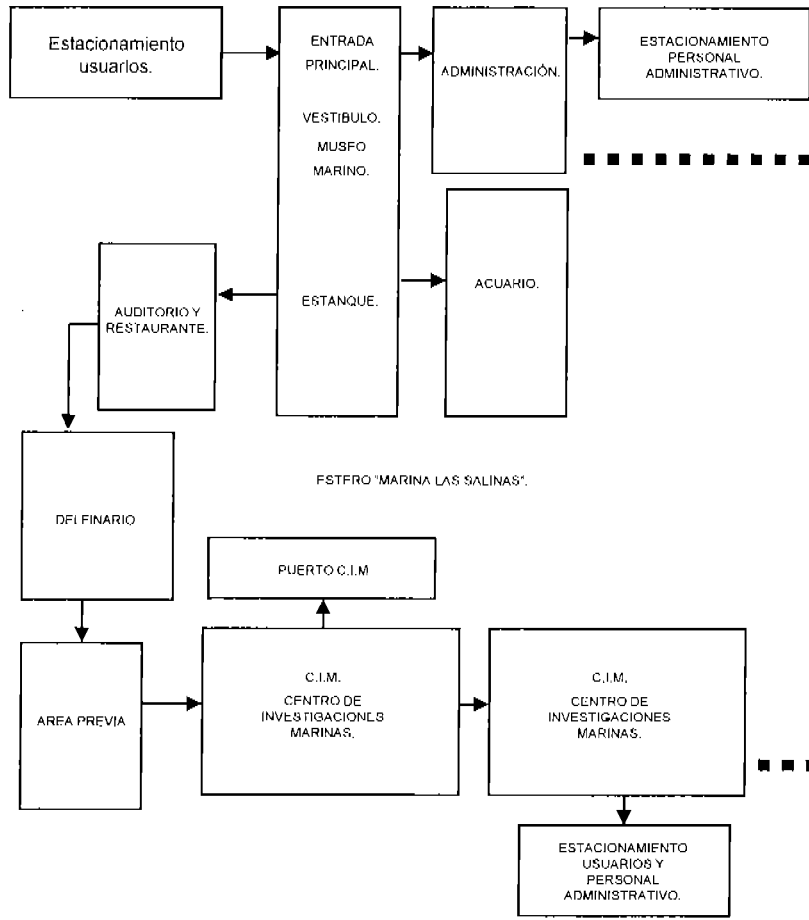 Estacionamiento
usuarios.
ENTRADA
PRINCIPAL.
VESTIBULO.
MUSEO
MARINO.
ESTANQUE.
ADMINISTRACIÓN.
ESTACIONAMIENTO
PERSONAL
ADMINISTRATIVO.
AUDITORIO Y
RESTAURANTE.
ACUARIO.
DELFINARIO
ESTERO "MARINA LAS SALINAS".
PUERTO C.I.M
AREA PREVIA
C.I.M.
CENTRO DE
INVESTIGACIONES
MARINAS.
C.I.M.
CENTRO DE
INVESTIGACIONES
MARINAS.
ESTACIONAMIENTO
USUARIOS Y
PERSONAL
ADMINISTRATIVO.